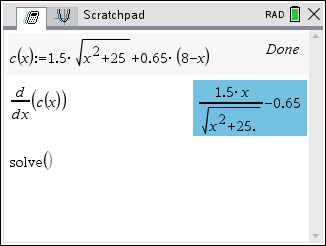 Scratchpad RAD
c(x):=1.5·√(x²+25)+0.65·(8−x) Done
d/dx(c(x)) 1.5·x/√(x²+25.)−0.65
solve()